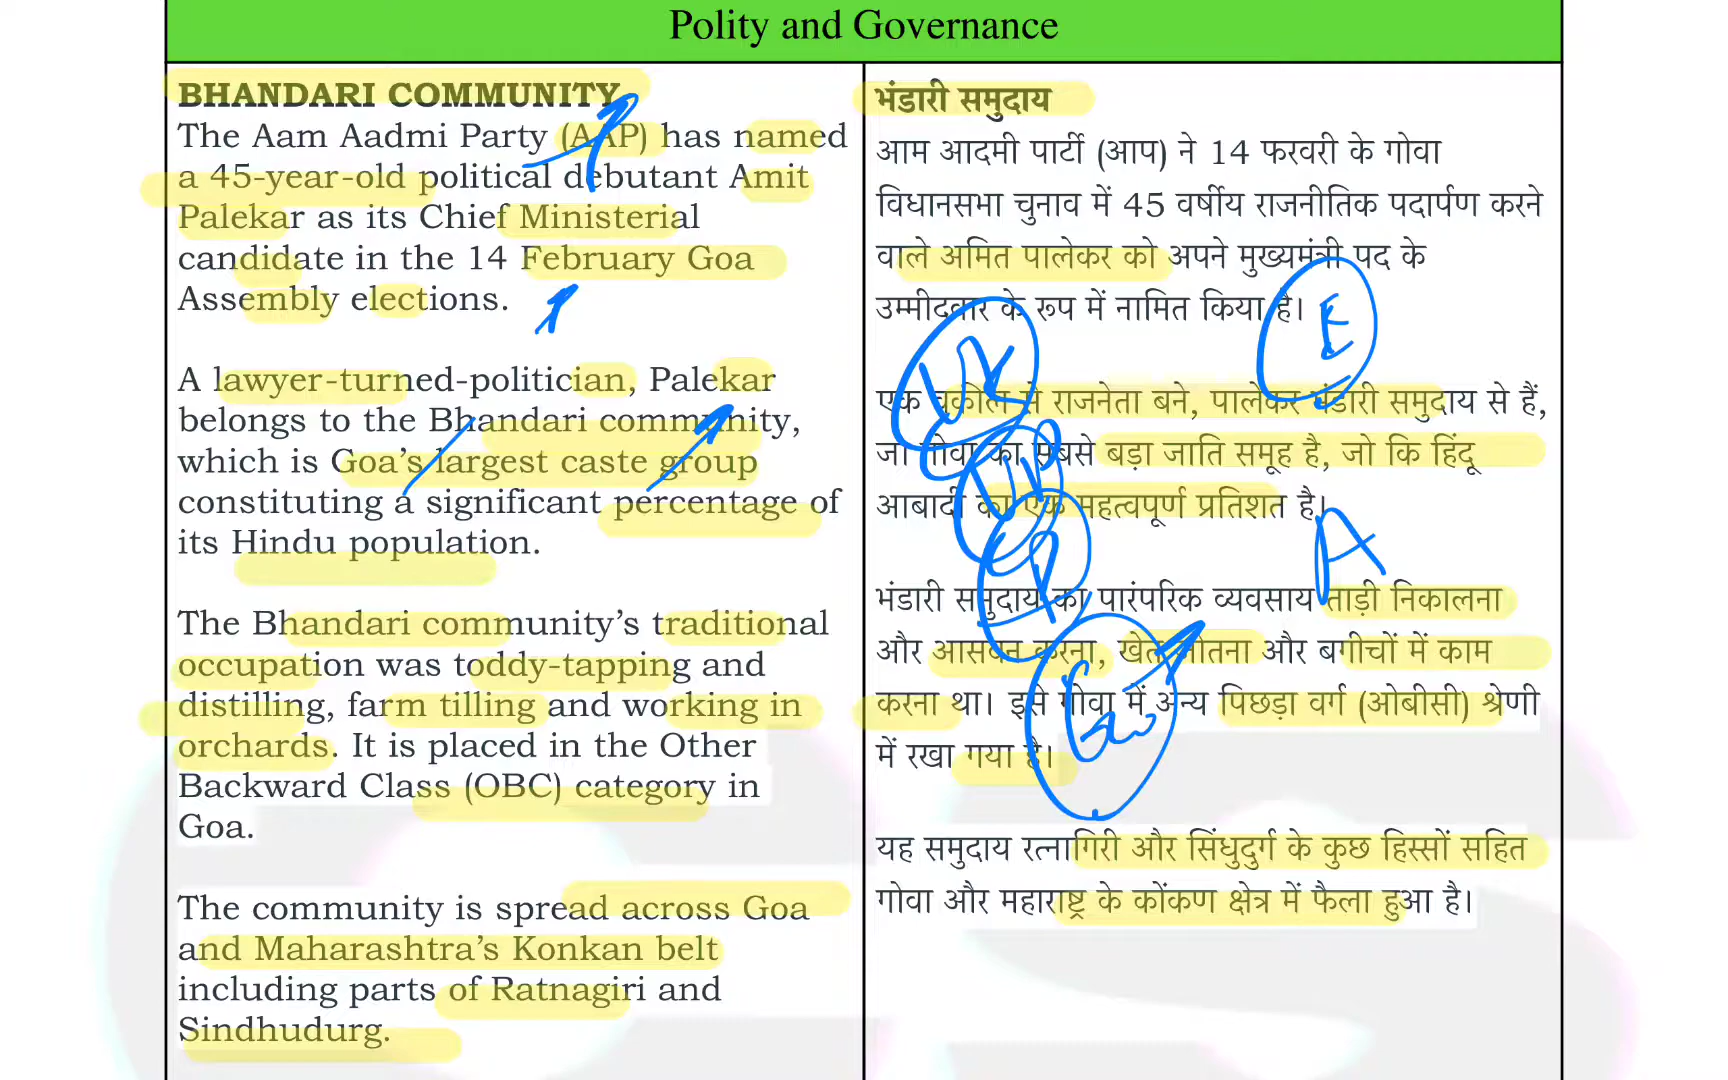 Polity and Governance
BHANDARI COMMUNITY
The Aam Aadmi Party (AAP) has named
a 45-year-old political debutant Amit
Palekar as its Chief Ministerial
candidate in the 14 February Goa
Assembly elections.
A lawyer-turned-politician, Palekar
belongs to the Bhandari community,
which is Goa’s largest caste group
constituting a significant percentage of
its Hindu population.
The Bhandari community’s traditional
occupation was toddy-tapping and
distilling, farm tilling and working in
orchards. It is placed in the Other
Backward Class (OBC) category in
Goa.
The community is spread across Goa
and Maharashtra’s Konkan belt
including parts of Ratnagiri and
Sindhudurg.
भंडारी समुदाय
आम आदमी पार्टी (आप) ने 14 फरवरी के गोवा
विधानसभा चुनाव में 45 वर्षीय राजनीतिक पदार्पण करने
वाले अमित पालेकर को अपने मुख्यमंत्री पद के
उम्मीदवार के रूप में नामित किया है।
एक वकील से राजनेता बने, पालेकर भंडारी समुदाय से हैं,
जो गोवा का सबसे बड़ा जाति समूह है, जो कि हिंदू
आबादी का एक महत्वपूर्ण प्रतिशत है।
भंडारी समुदाय का पारंपरिक व्यवसाय ताड़ी निकालना
और आसवन करना, खेत जोतना और बगीचों में काम
करना था। इसे गोवा में अन्य पिछड़ा वर्ग (ओबीसी) श्रेणी
में रखा गया है।
यह समुदाय रत्नागिरी और सिंधुदुर्ग के कुछ हिस्सों सहित
गोवा और महाराष्ट्र के कोंकण क्षेत्र में फैला हुआ है।
E
UK
UP
P
A
Goa